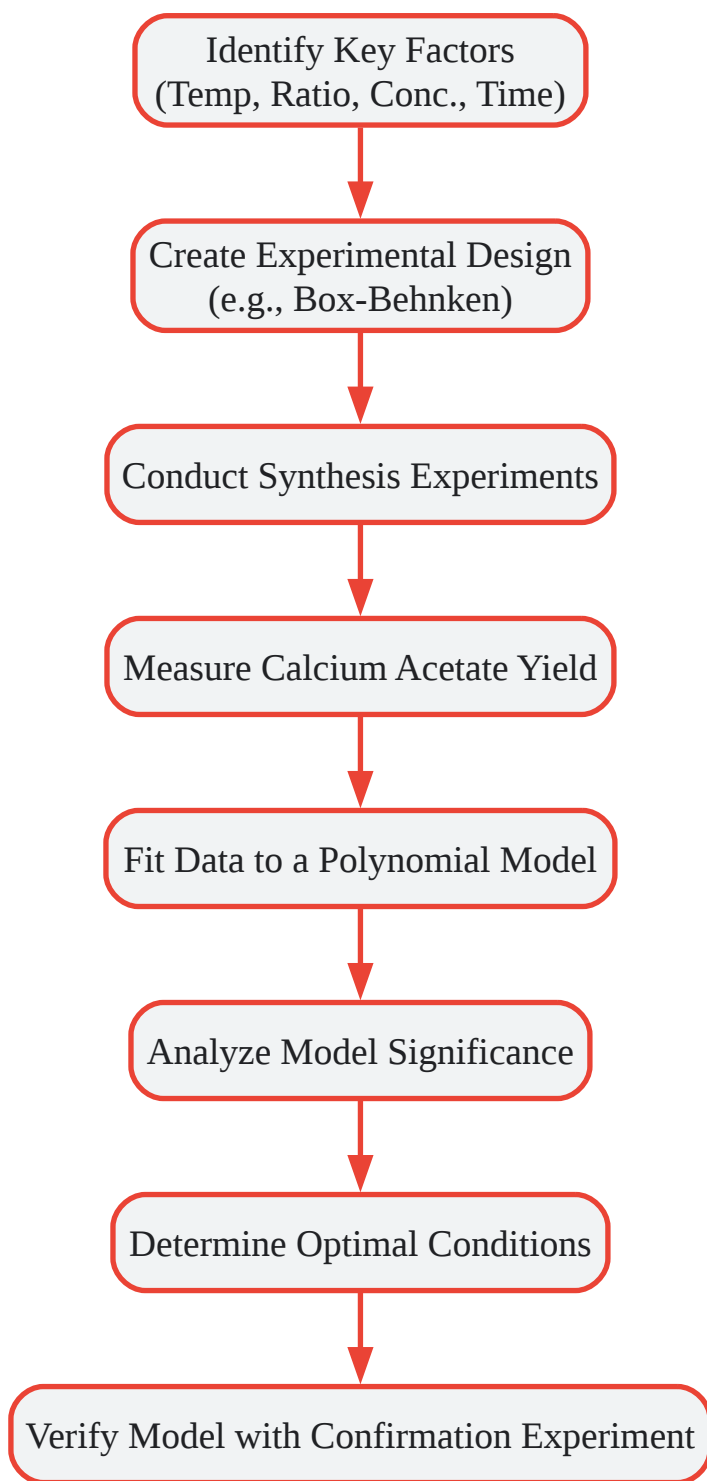 Identify Key Factors
(Temp, Ratio, Conc., Time)
Create Experimental Design
(e.g., Box-Behnken)
Conduct Synthesis Experiments
Measure Calcium Acetate Yield
Fit Data to a Polynomial Model
Analyze Model Significance
Determine Optimal Conditions
Verify Model with Confirmation Experiment